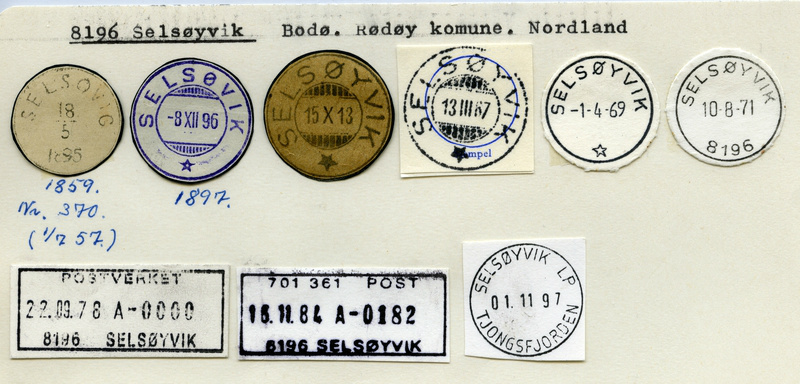 8196 Selsøyvik    Bodø. Rødøy komune. Nordland
SELSØVIG
18
5
1895
SELSØVIK
-8 XII 96
SELSØYVIK
15 X 13
SELSØYVIK
13 III 67
mpel
SELSØYVIK
-1-4-69
SELSØYVIK
10-8-71
8196
1859.
Nr. 370.
(1/7 57.)
1897.
POSTVERKET
22.09.78 A-0000
8196 SELSØYVIK
701 361 POST
16.11.84 A-0182
8196 SELSØYVIK
SELSØYVIK LP
01.11 97
TJONGSFJORDEN